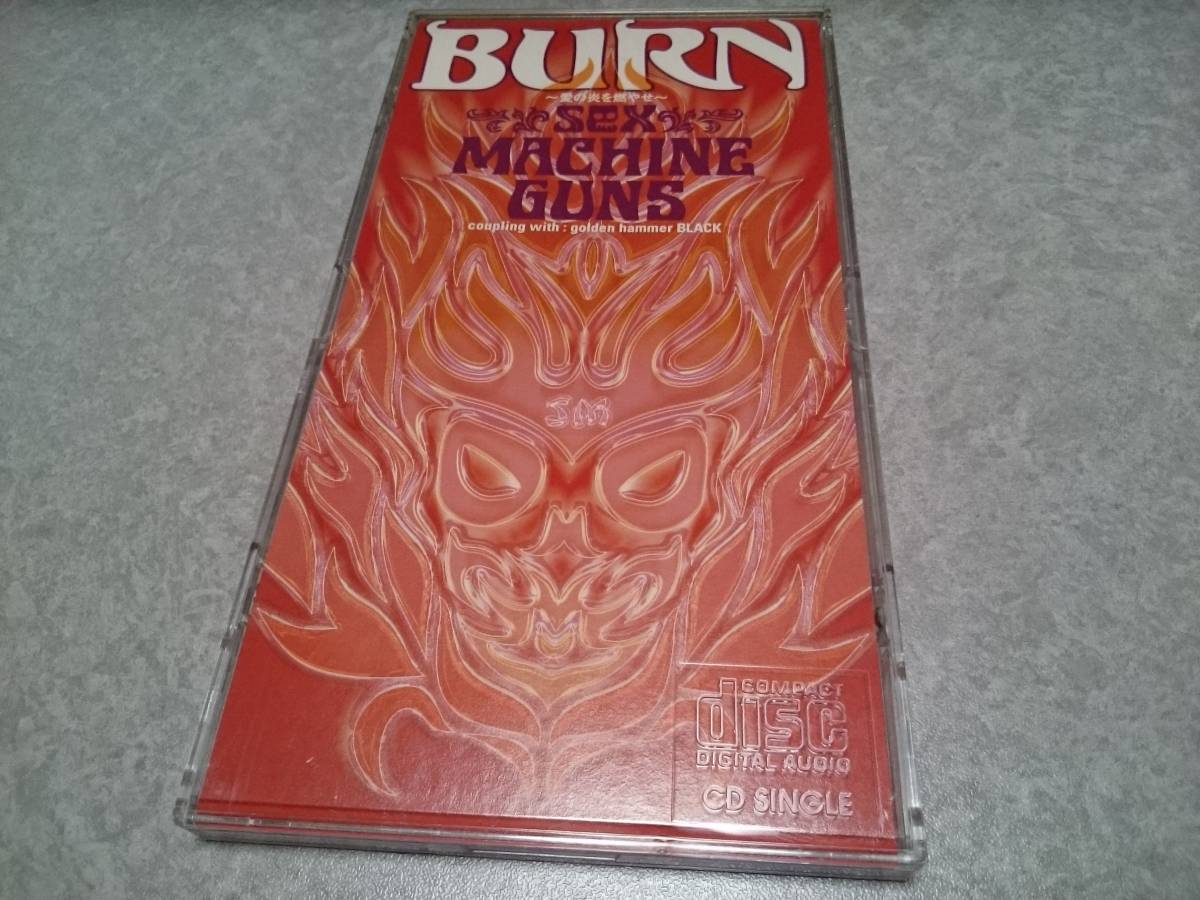 BURN
～愛の炎を燃やせ～
SEX
MACHINE
GUNS
coupling with : golden hammer BLACK
SM
COMPACT
disc
DIGITAL AUDIO
CD SINGLE